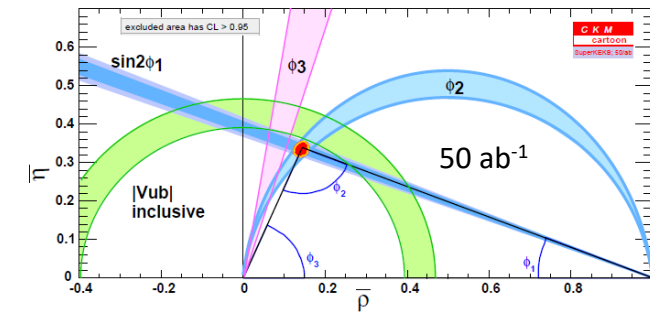 excluded area has CL > 0.95
C K M
cartoon
SuperKEKB: 50/ab
sin2ϕ1
ϕ3
ϕ2
50 ab-1
|Vub|
inclusive
ϕ2
ϕ3
ϕ1
η
0.6
0.5
0.4
0.3
0.2
0.1
0
-0.4 -0.2 0 0.2 0.4 0.6 0.8 1.0
ρ